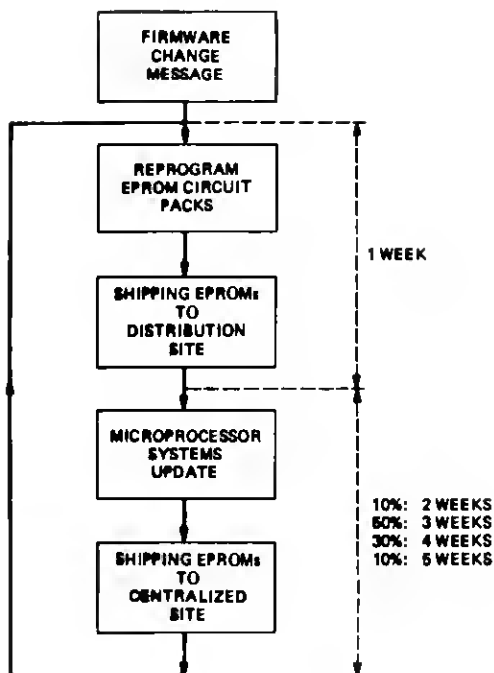 FIRMWARE
CHANGE
MESSAGE
REPROGRAM
EPROM CIRCUIT
PACKS
1 WEEK
SHIPPING EPROMs
TO
DISTRIBUTION
SITE
MICROPROCESSOR
SYSTEMS
UPDATE
10%: 2 WEEKS
50%: 3 WEEKS
30%: 4 WEEKS
10%: 5 WEEKS
SHIPPING EPROMs
TO
CENTRALIZED
SITE